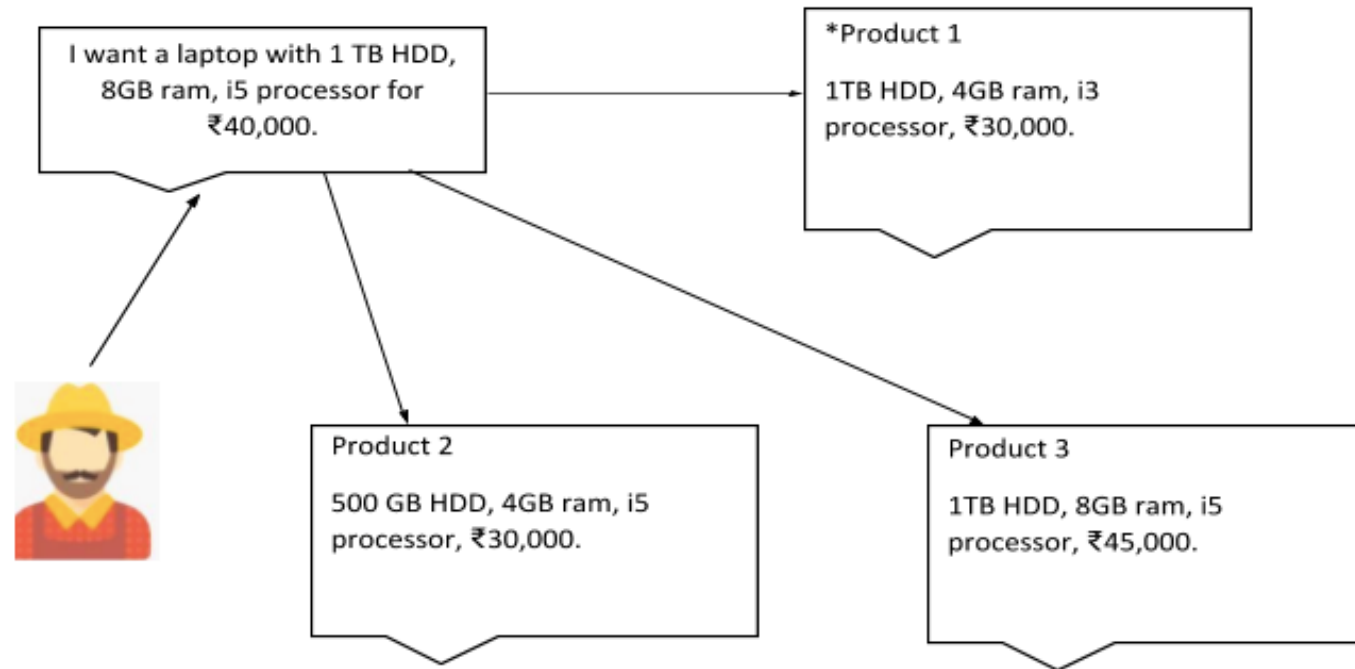 I want a laptop with 1 TB HDD,
8GB ram, i5 processor for
₹40,000.
*Product 1
1TB HDD, 4GB ram, i3
processor, ₹30,000.
Product 2
500 GB HDD, 4GB ram, i5
processor, ₹30,000.
Product 3
1TB HDD, 8GB ram, i5
processor, ₹45,000.